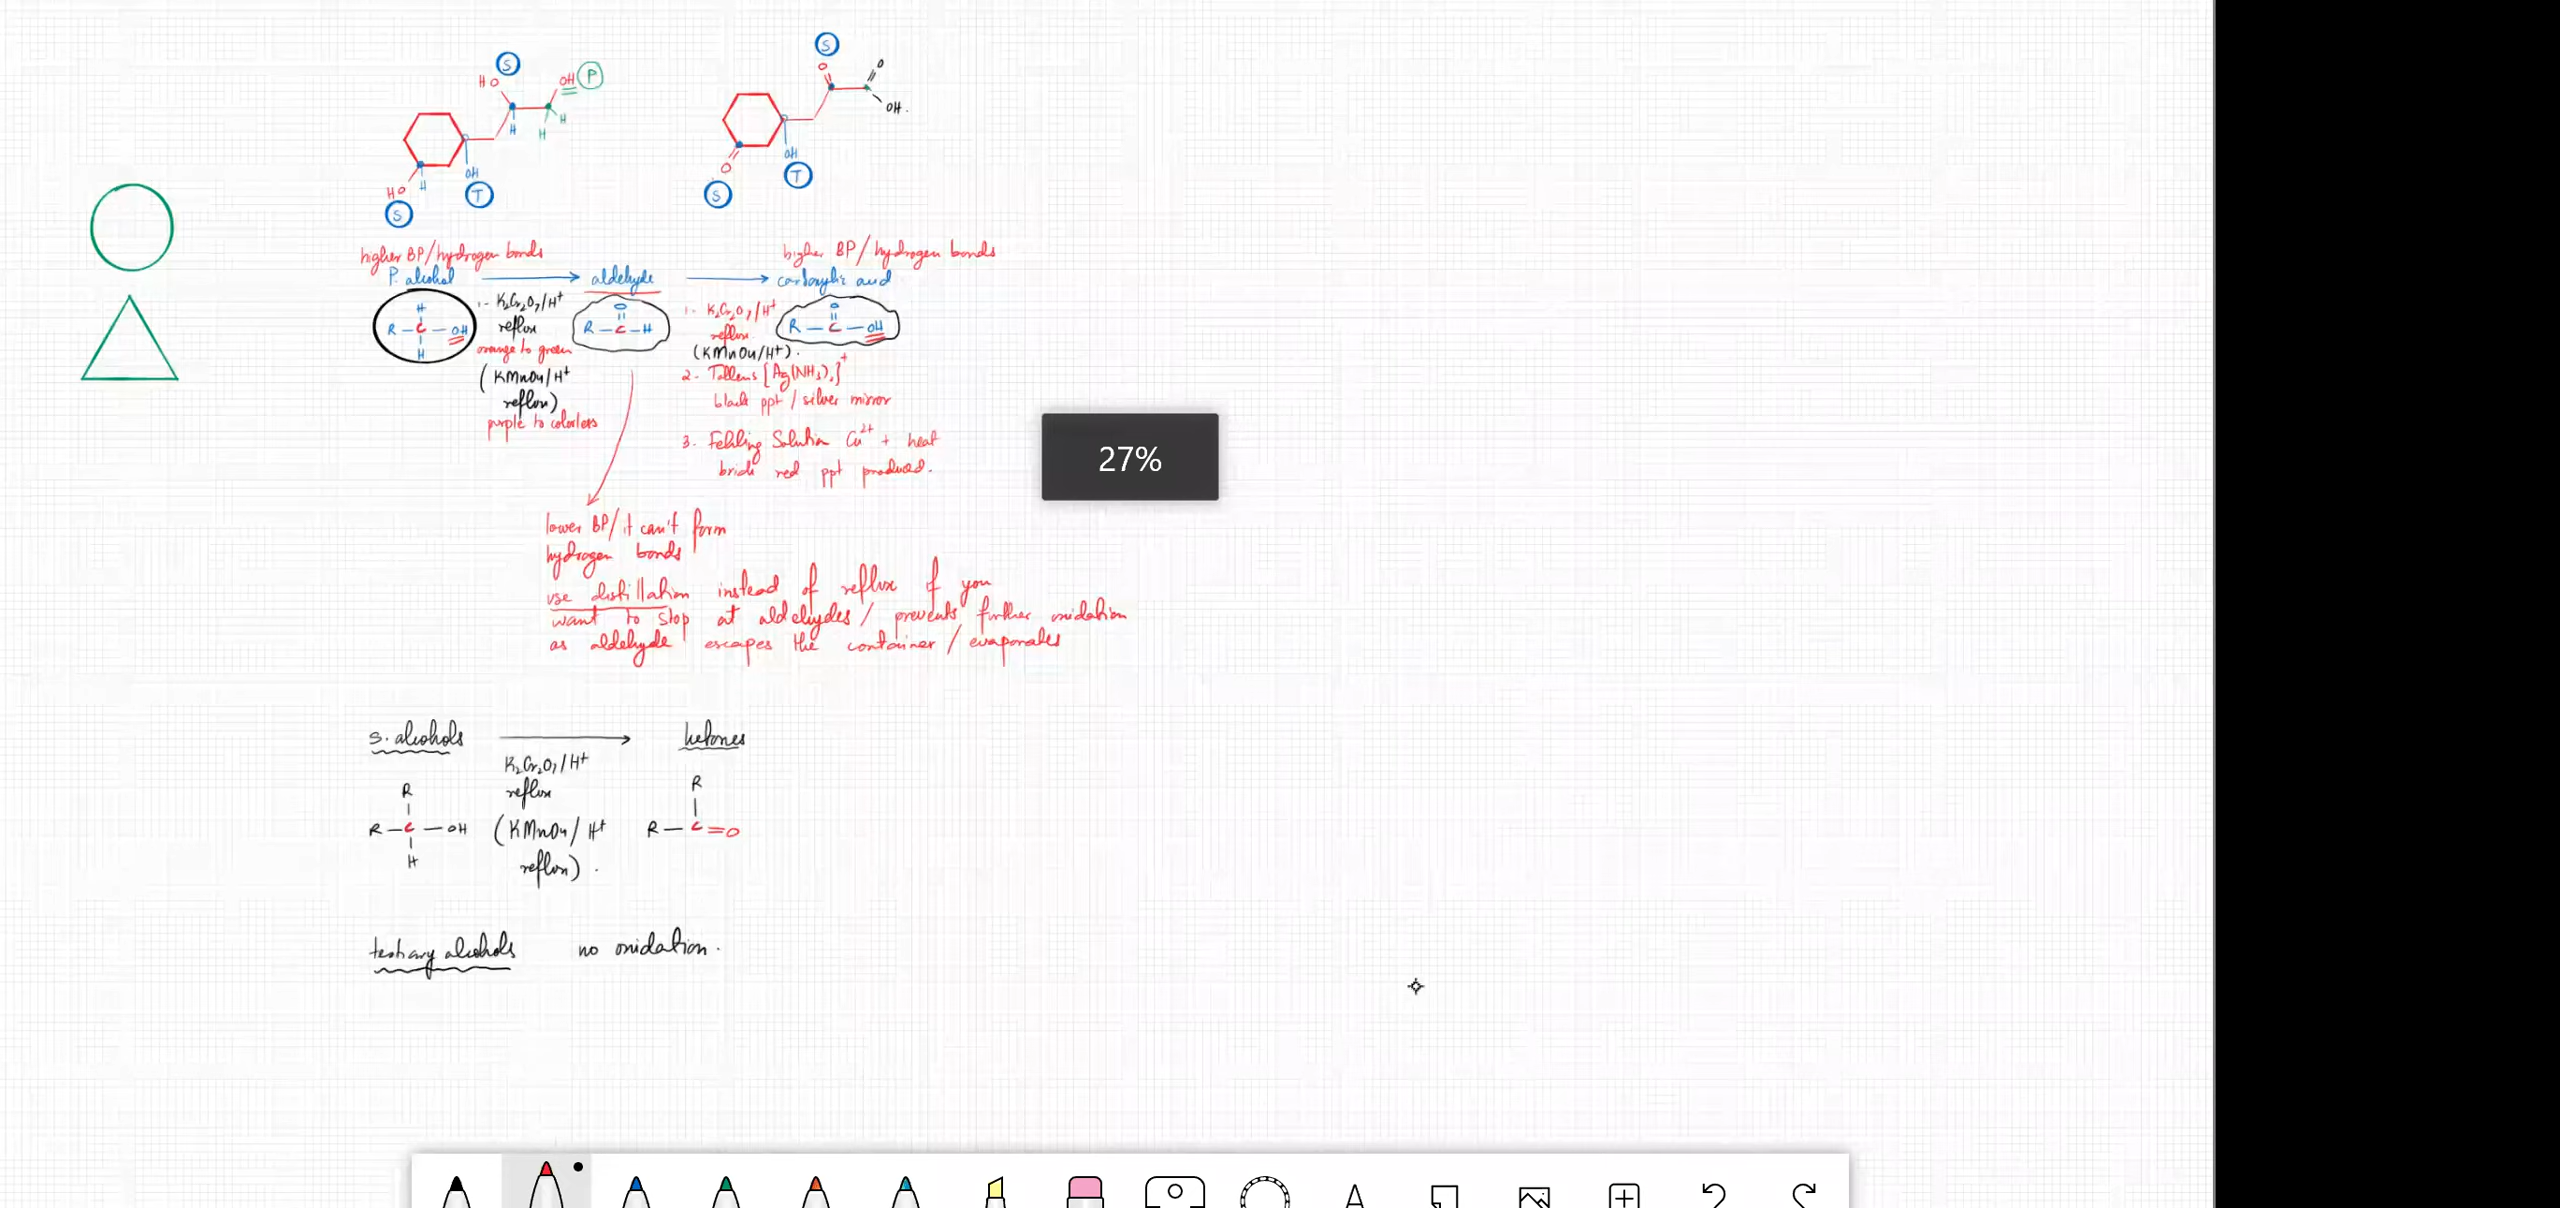 S
HO
OH P
H
H
H
HO
H
OH
T
S
S
O
O
OH.
O
OH
T
S
higher BP/hydrogen bonds
higher BP/hydrogen bonds
P. alcohol
aldehyde
carboxylic acid
1- K₂Cr₂O₇/H⁺
reflux
orange to green
(KMnO₄/H⁺
reflux)
purple to colorless
H
R - C - OH
H
O
R - C - H
1- K₂Cr₂O₇/H⁺
reflux
(KMnO₄/H⁺).
2- Tollens [Ag(NH₃)₂]⁺
black ppt / silver mirror
3. Fehling Solution Cu²⁺ + heat
brick red ppt produced.
O
R - C - OH
27%
lower BP/it can't form
hydrogen bonds
use distillation instead of reflux if you
want to stop at aldehydes / prevents further oxidation
as aldehyde escapes the container / evaporates
s. alcohols
ketones
K₂Cr₂O₇/H⁺
reflux
(KMnO₄/H⁺
reflux).
R
R - C - OH
H
R
R - C = O
tertiary alcohols no oxidation.